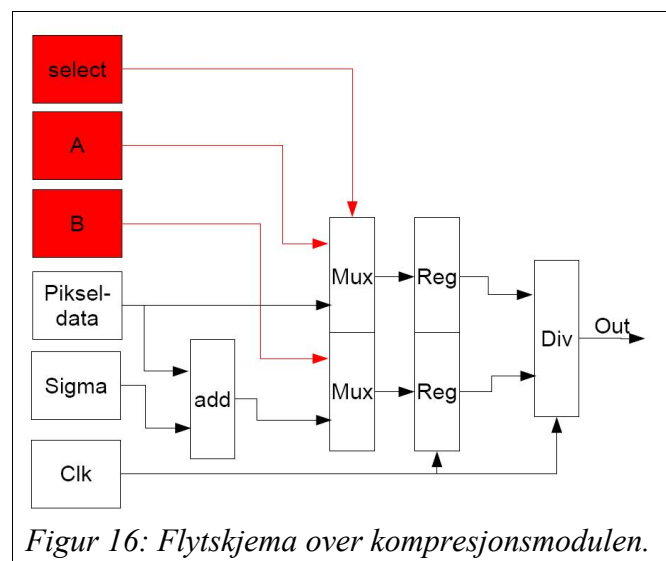 select
A
B
Piksel-
data
Sigma
Clk
add
Mux
Mux
Reg
Reg
Div
Out
Figur 16: Flytskjema over kompresjonsmodulen.